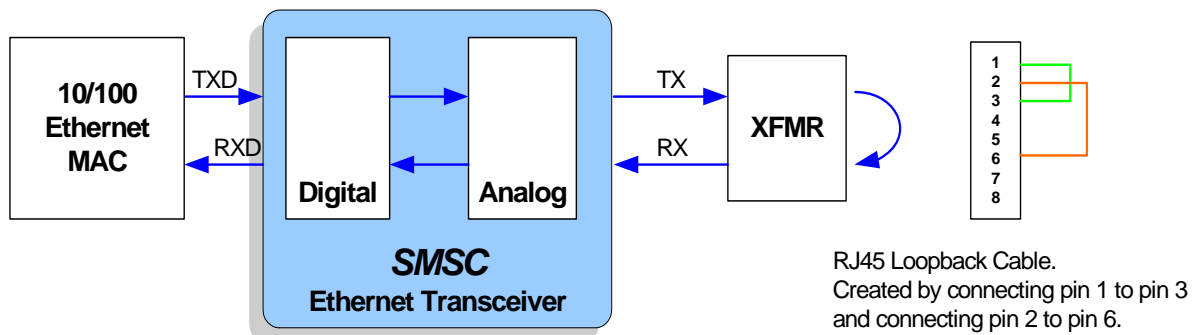 10/100
Ethernet
MAC
TXD
RXD
Digital
Analog
SMSC
Ethernet Transceiver
TX
RX
XFMR
1
2
3
4
5
6
7
8
RJ45 Loopback Cable.
Created by connecting pin 1 to pin 3
and connecting pin 2 to pin 6.